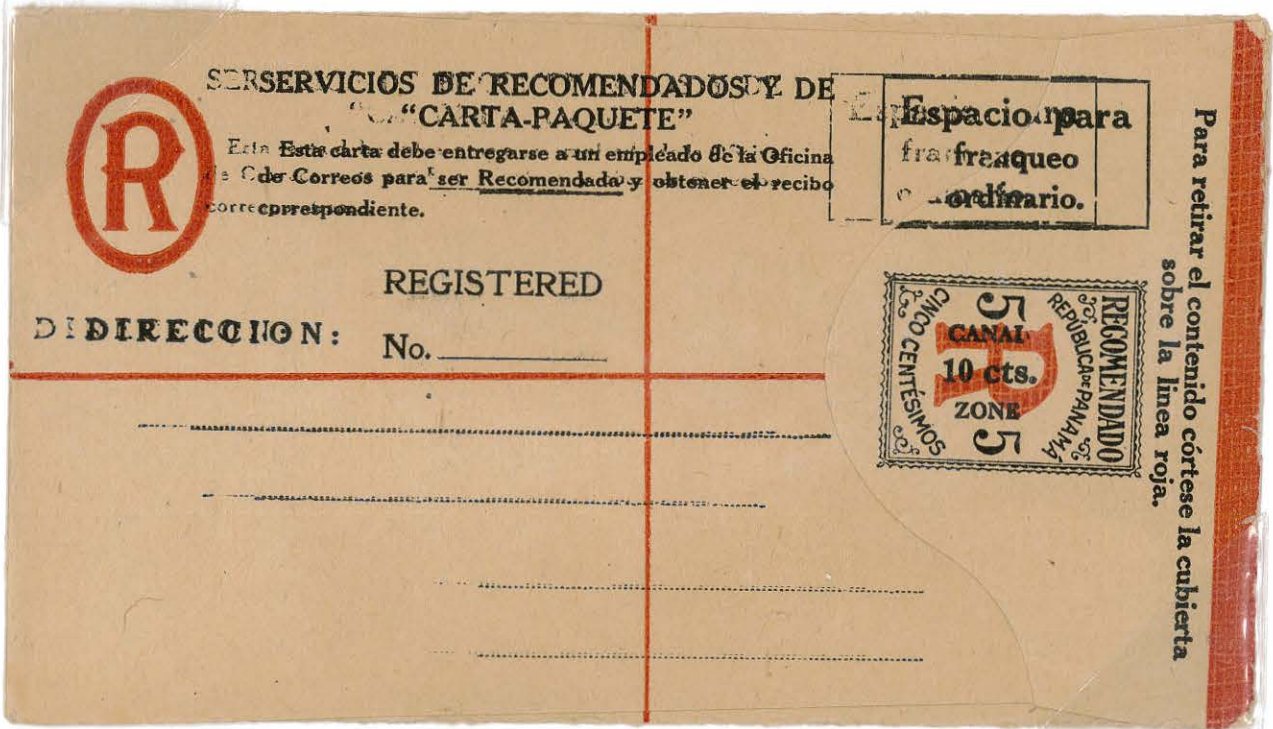 R
SERVICIOS DE RECOMENDADOS Y DE
"CARTA-PAQUETE"
Esta carta debe entregarse a un empleado de la Oficina
de Correos para ser Recomendada y obtener el recibo
correspondiente.
Espacio para
franqueo
ordinario.
REGISTERED
DIRECCION:
No.
RECOMENDADO
REPÚBLICA DE PANAMA
5 5
R
CINCO CENTÉSIMOS
CANAL
10 cts.
ZONE
Para retirar el contenido córtese la cubierta
sobre la linea roja.